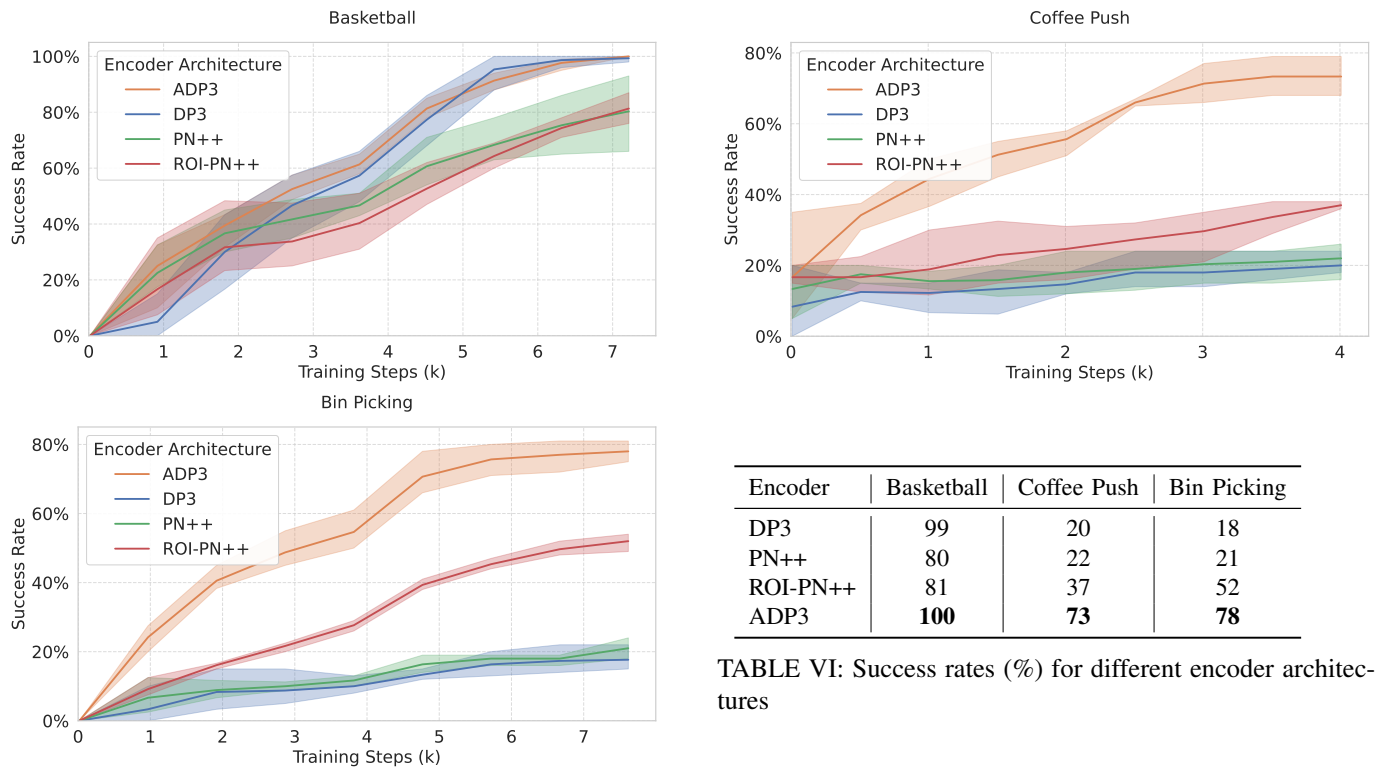 Basketball
100%
80%
60%
40%
20%
0%
Success Rate
Encoder Architecture
ADP3
DP3
PN++
ROI-PN++
0 1 2 3 4 5 6 7
Training Steps (k)
Coffee Push
80%
60%
40%
20%
0%
Success Rate
Encoder Architecture
ADP3
DP3
PN++
ROI-PN++
0 1 2 3 4
Training Steps (k)
Bin Picking
80%
60%
40%
20%
0%
Success Rate
Encoder Architecture
ADP3
DP3
PN++
ROI-PN++
0 1 2 3 4 5 6 7
Training Steps (k)
Encoder Basketball Coffee Push Bin Picking
DP3 99 20 18
PN++ 80 22 21
ROI-PN++ 81 37 52
ADP3 100 73 78
TABLE VI: Success rates (%) for different encoder architec-
tures